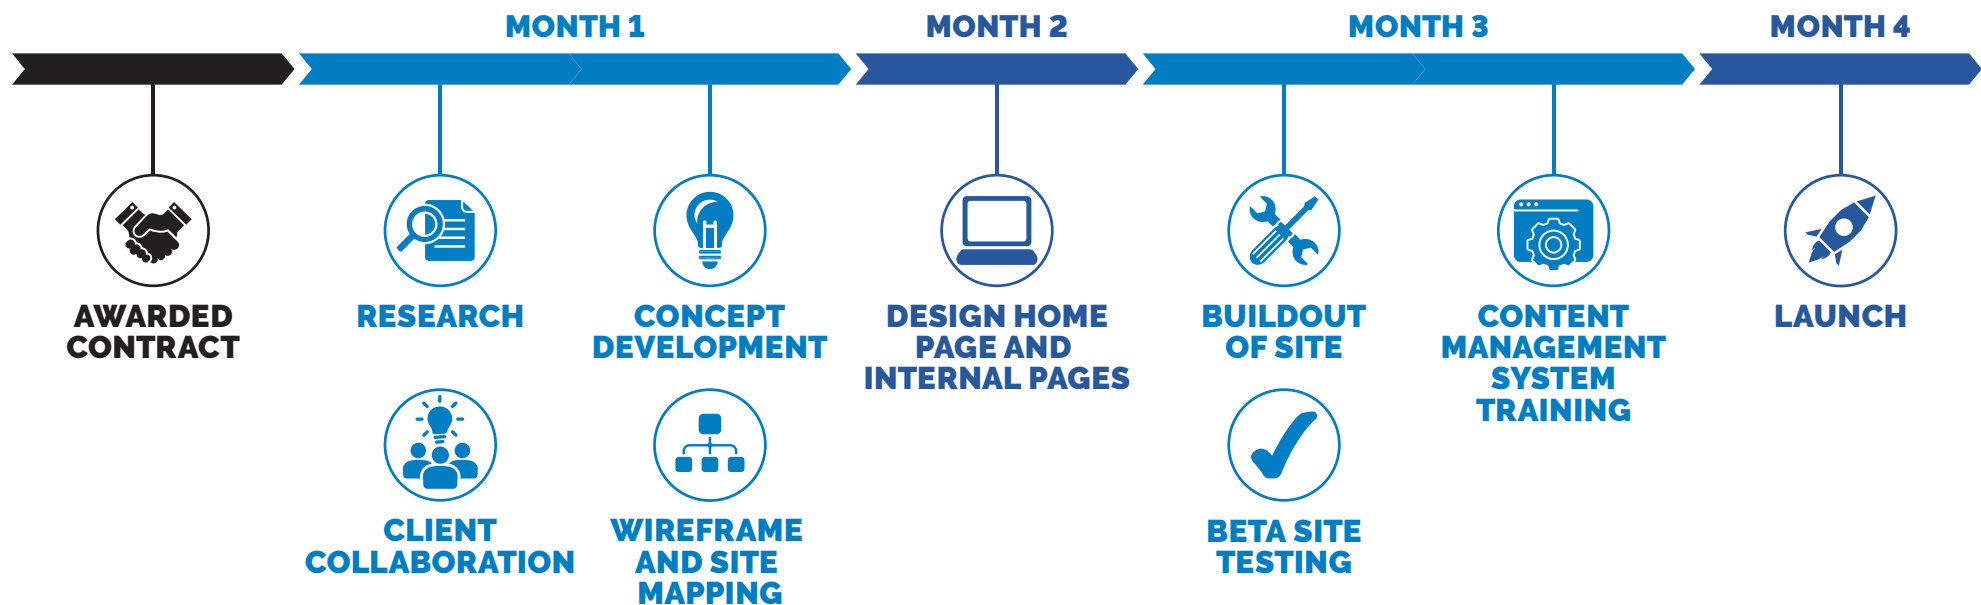 MONTH 1
MONTH 2
MONTH 3
MONTH 4
AWARDED
CONTRACT
RESEARCH
CONCEPT
DEVELOPMENT
DESIGN HOME
PAGE AND
INTERNAL PAGES
BUILDOUT
OF SITE
CONTENT
MANAGEMENT
SYSTEM
TRAINING
LAUNCH
CLIENT
COLLABORATION
WIREFRAME
AND SITE
MAPPING
BETA SITE
TESTING